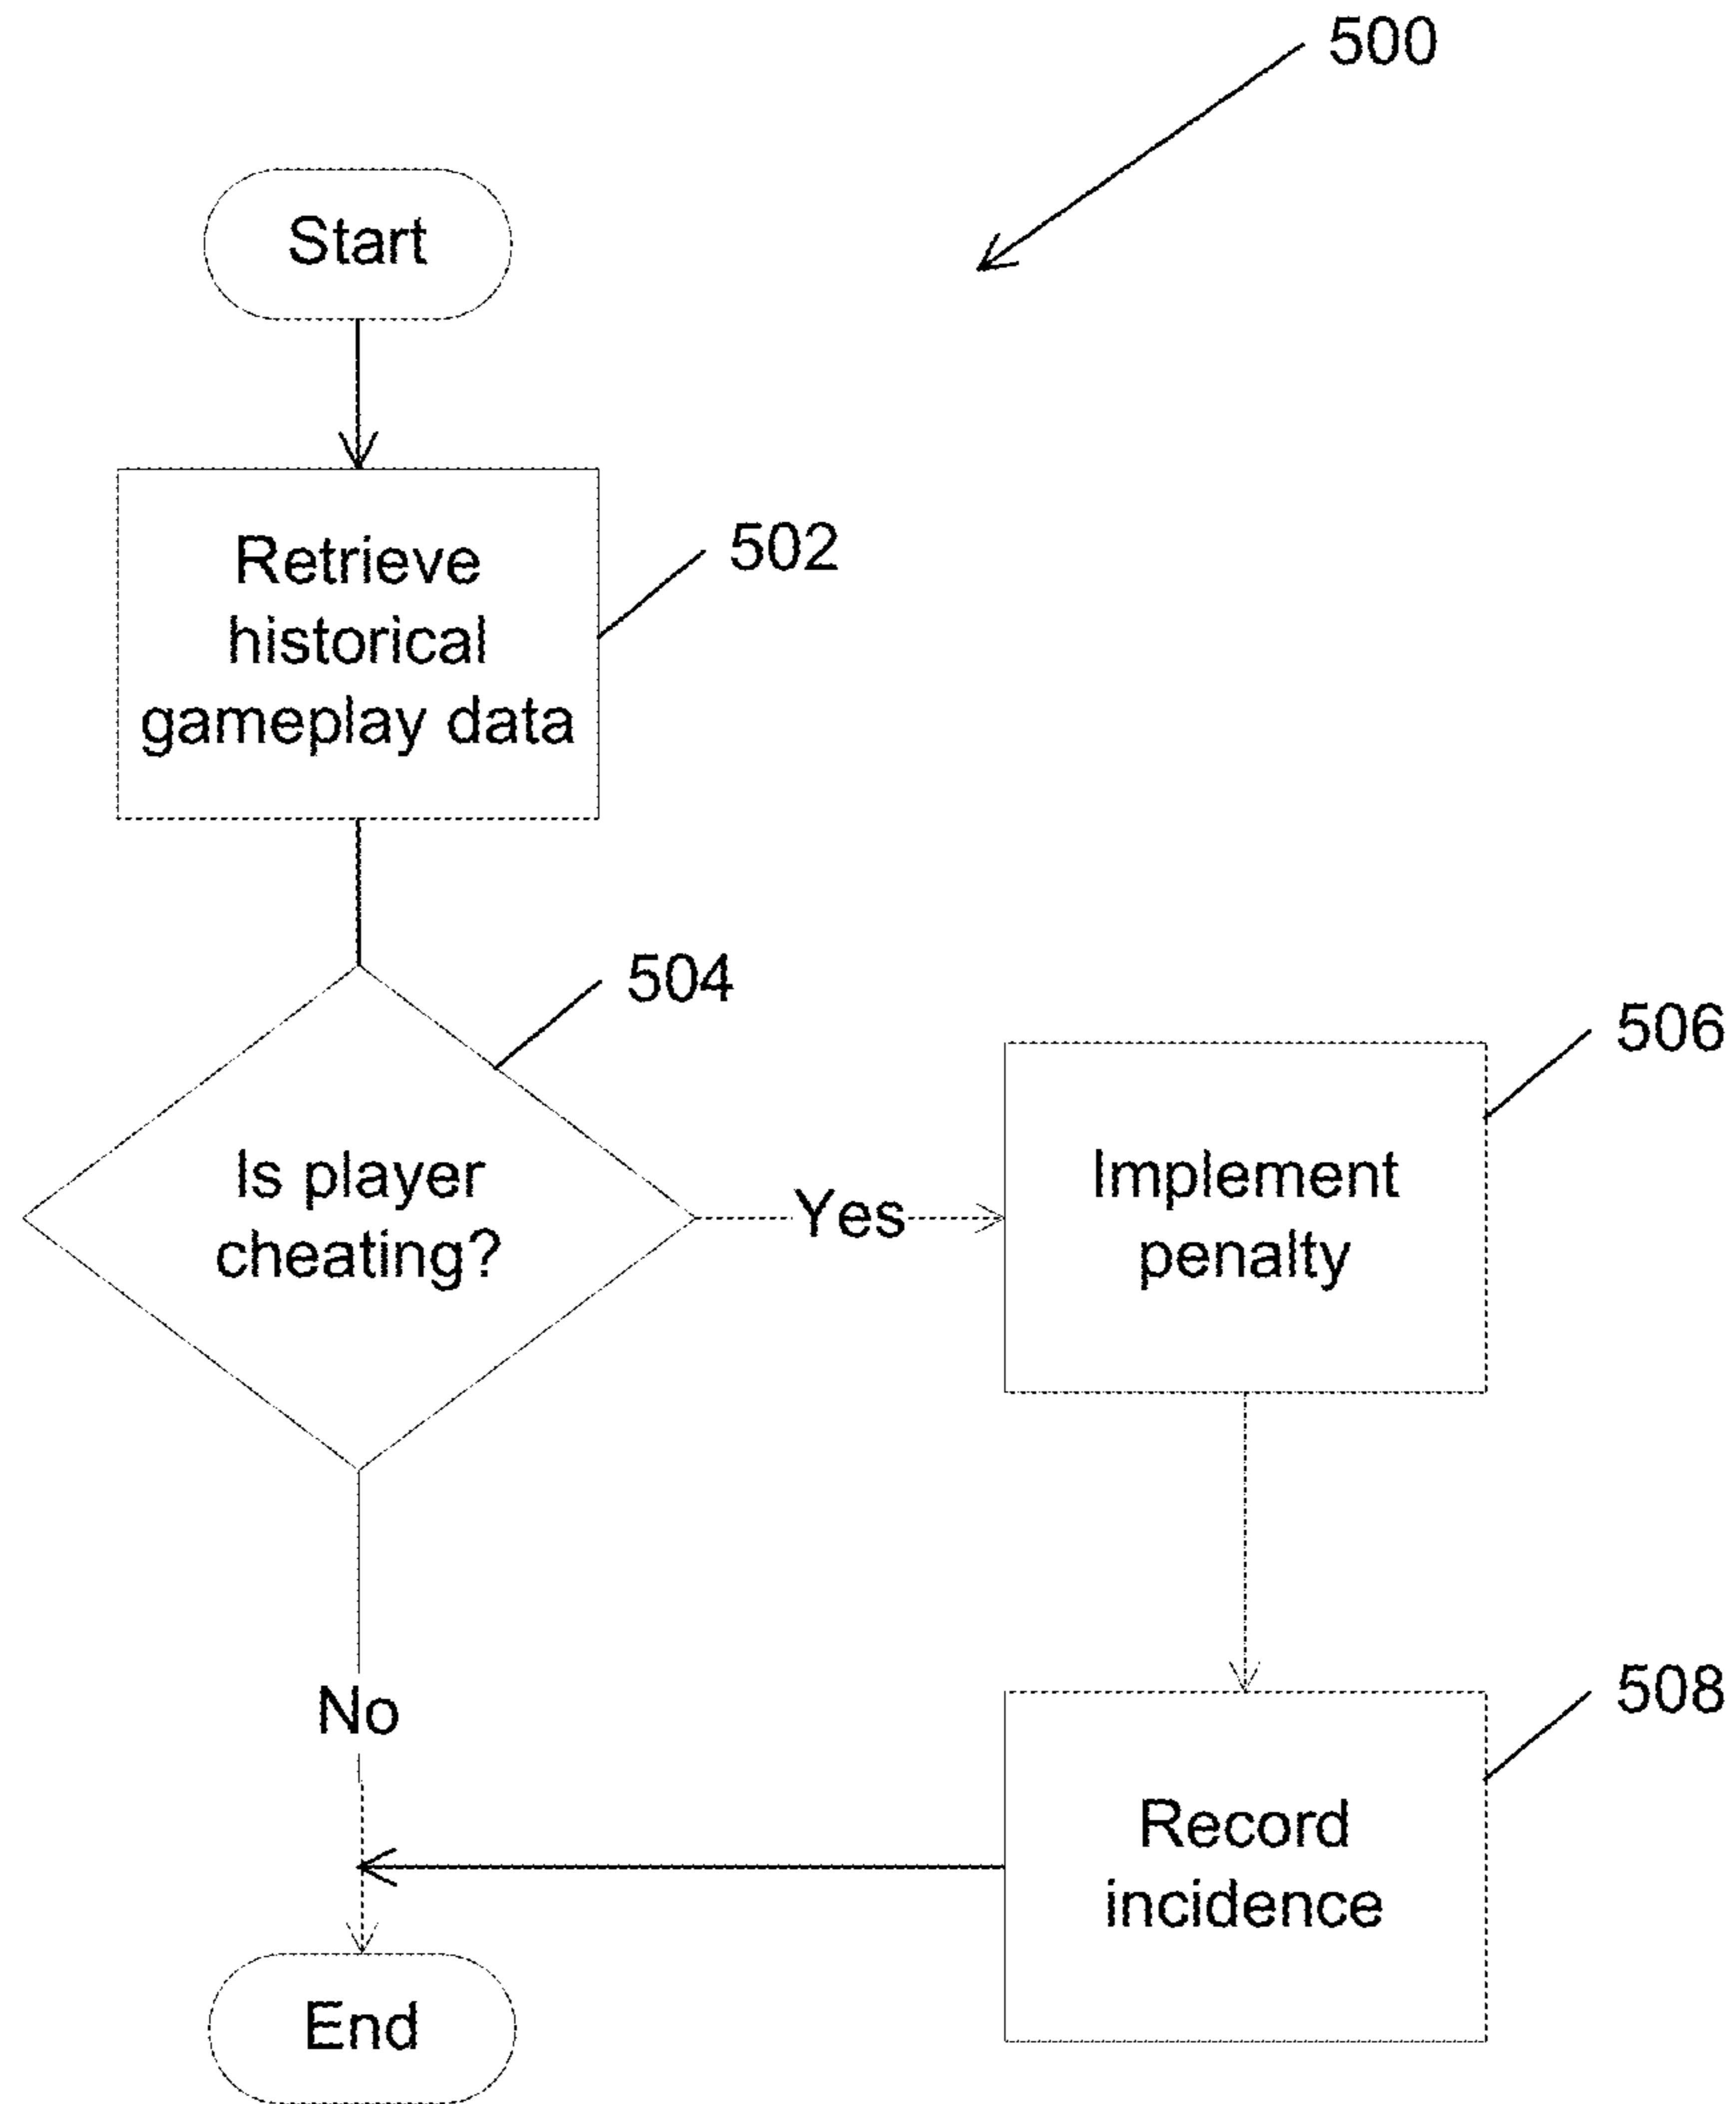 500
Start
Retrieve
historical
gameplay data
502
504
Is player
cheating?
Yes
506
Implement
penalty
No
508
Record
incidence
End